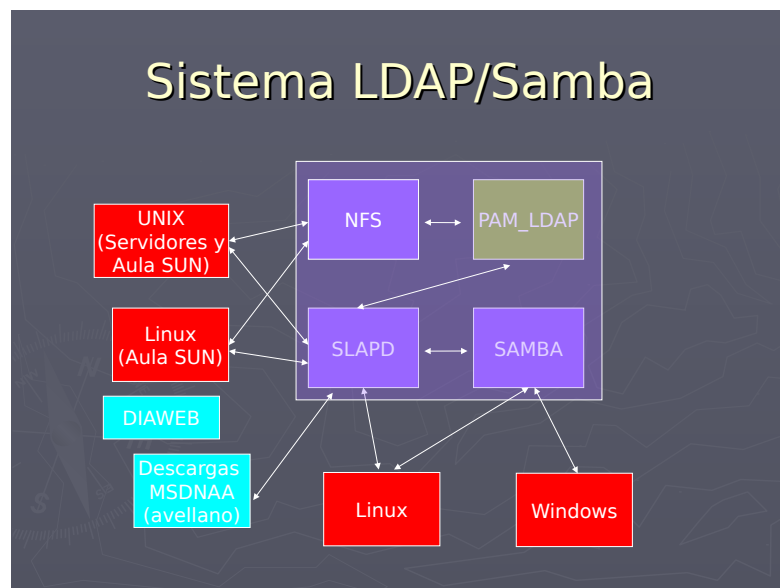 Sistema LDAP/Samba
NFS
PAM_LDAP
UNIX
(Servidores y
Aula SUN)
Linux
(Aula SUN)
SLAPD
SAMBA
DIAWEB
Descargas
MSDNAA
(avellano)
Linux
Windows
N
S